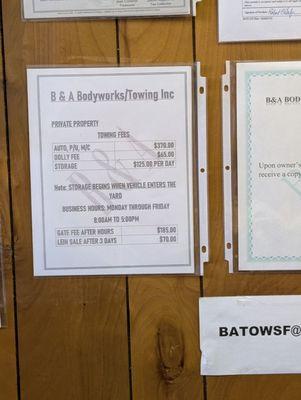 B & A Bodyworks/Towing Inc
PRIVATE PROPERTY
TOWING FEES
AUTO, P/U, M/C $370.00
DOLLY FEE $65.00
STORAGE $125.00 PER DAY
Note: STORAGE BEGINS WHEN VEHICLE ENTERS THE
YARD
BUSINESS HOURS: MONDAY THROUGH FRIDAY
8:00AM TO 5:00PM
GATE FEE AFTER HOURS $185.00
LEIN SALE AFTER 3 DAYS $70.00
B&A
B&A BOD
Upon owner's
receive a copy
BATOWSF@